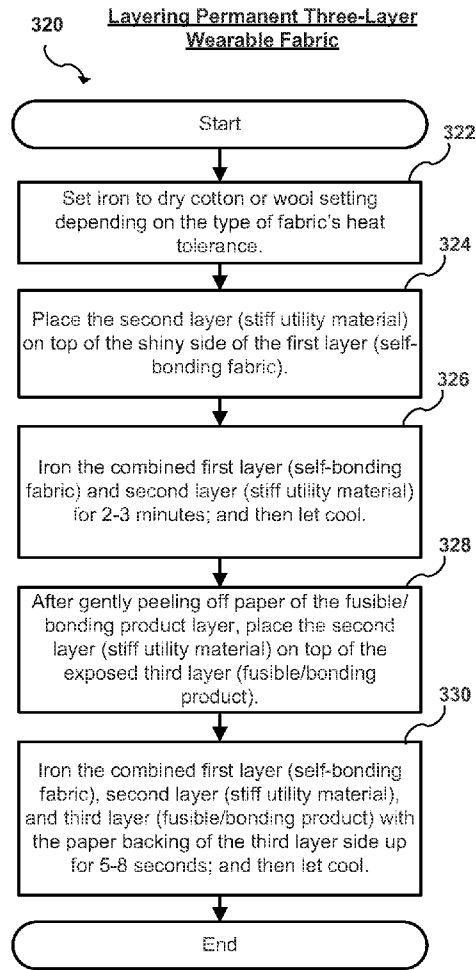 Layering Permanent Three-Layer
Wearable Fabric
320
Start
322
Set iron to dry cotton or wool setting
depending on the type of fabric's heat
tolerance.
324
Place the second layer (stiff utility material)
on top of the shiny side of the first layer (self-
bonding fabric).
326
Iron the combined first layer (self-bonding
fabric) and second layer (stiff utility material)
for 2-3 minutes; and then let cool.
328
After gently peeling off paper of the fusible/
bonding product layer, place the second
layer (stiff utility material) on top of the
exposed third layer (fusible/bonding
product).
330
Iron the combined first layer (self-bonding
fabric), second layer (stiff utility material),
and third layer (fusible/bonding product) with
the paper backing of the third layer side up
for 5-8 seconds; and then let cool.
End